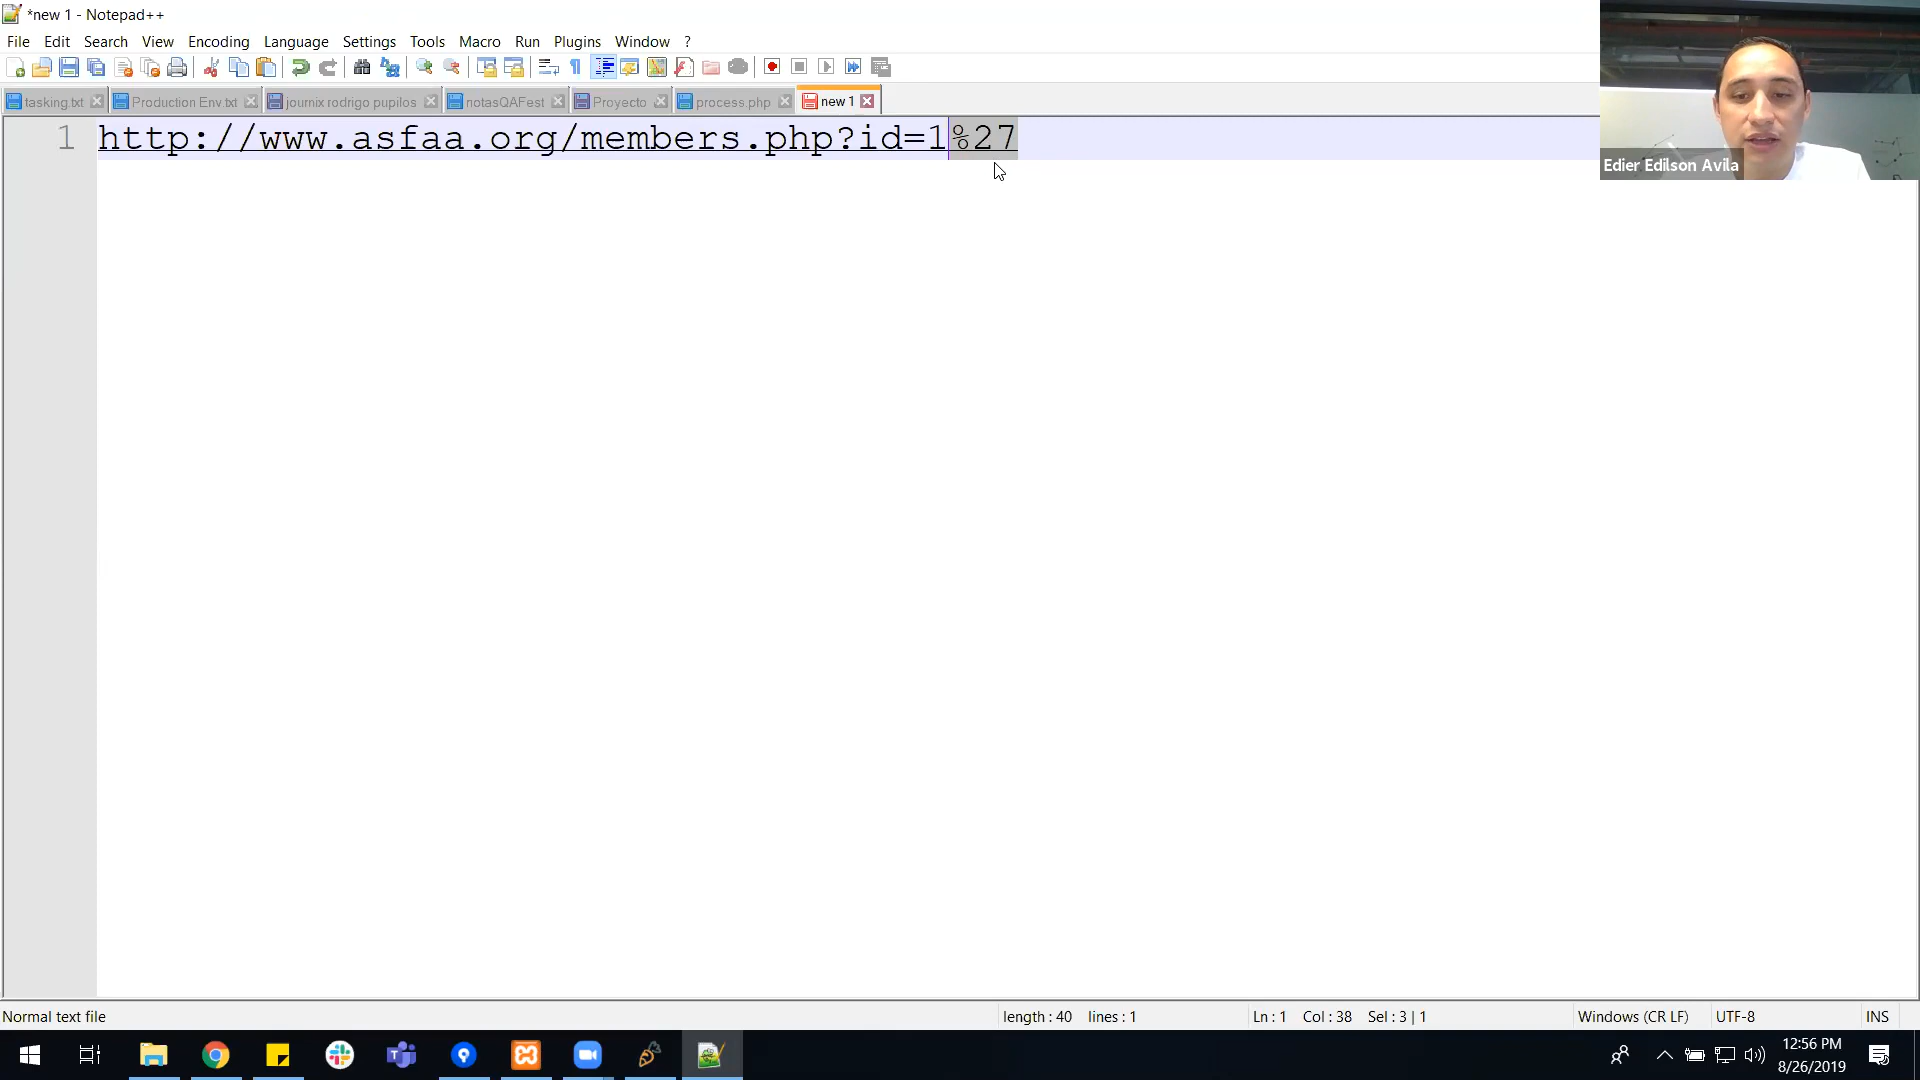 *new 1 - Notepad++
File Edit Search View Encoding Language Settings Tools Macro Run Plugins Window ?
tasking.txt Production Env.txt journix rodrigo pupilos notasQAFest Proyecto process.php new 1
1 http://www.asfaa.org/members.php?id=1%27
Edier Edilson Avila
Normal text file length : 40 lines : 1 Ln : 1 Col : 38 Sel : 3 | 1 Windows (CR LF) UTF-8 INS
12:56 PM
8/26/2019